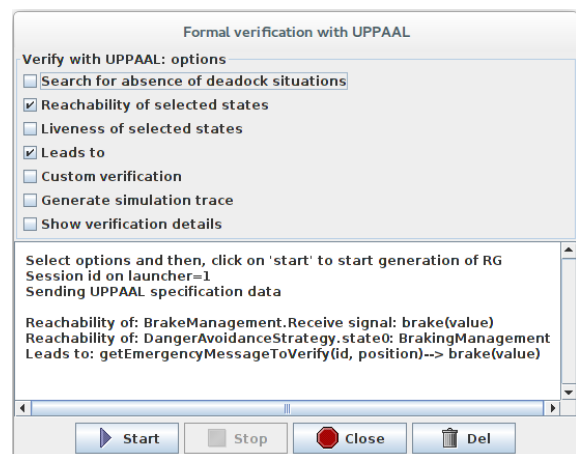 Formal verification with UPPAAL
Verify with UPPAAL: options
Search for absence of deadock situations
Reachability of selected states
Liveness of selected states
Leads to
Custom verification
Generate simulation trace
Show verification details
Select options and then, click on 'start' to start generation of RG
Session id on launcher=1
Sending UPPAAL specification data
Reachability of: BrakeManagement.Receive signal: brake(value)
Reachability of: DangerAvoidanceStrategy.state0: BrakingManagement
Leads to: getEmergencyMessageToVerify(id, position)--> brake(value)
Start Stop Close Del